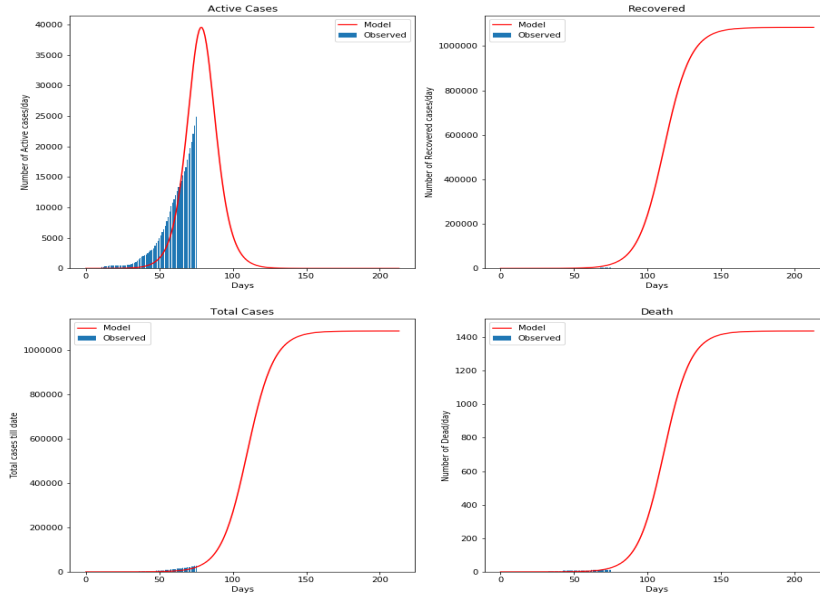 Active Cases
Number of Active cases/day
40000
35000
30000
25000
20000
15000
10000
5000
0
Model
Observed
0 50 100 150 200
Days
Recovered
Number of Recovered cases/day
1000000
800000
600000
400000
200000
0
Model
Observed
0 50 100 150 200
Days
Total Cases
Total cases till date
1000000
800000
600000
400000
200000
0
Model
Observed
0 50 100 150 200
Days
Death
Number of Dead/day
1400
1200
1000
800
600
400
200
0
Model
Observed
0 50 100 150 200
Days